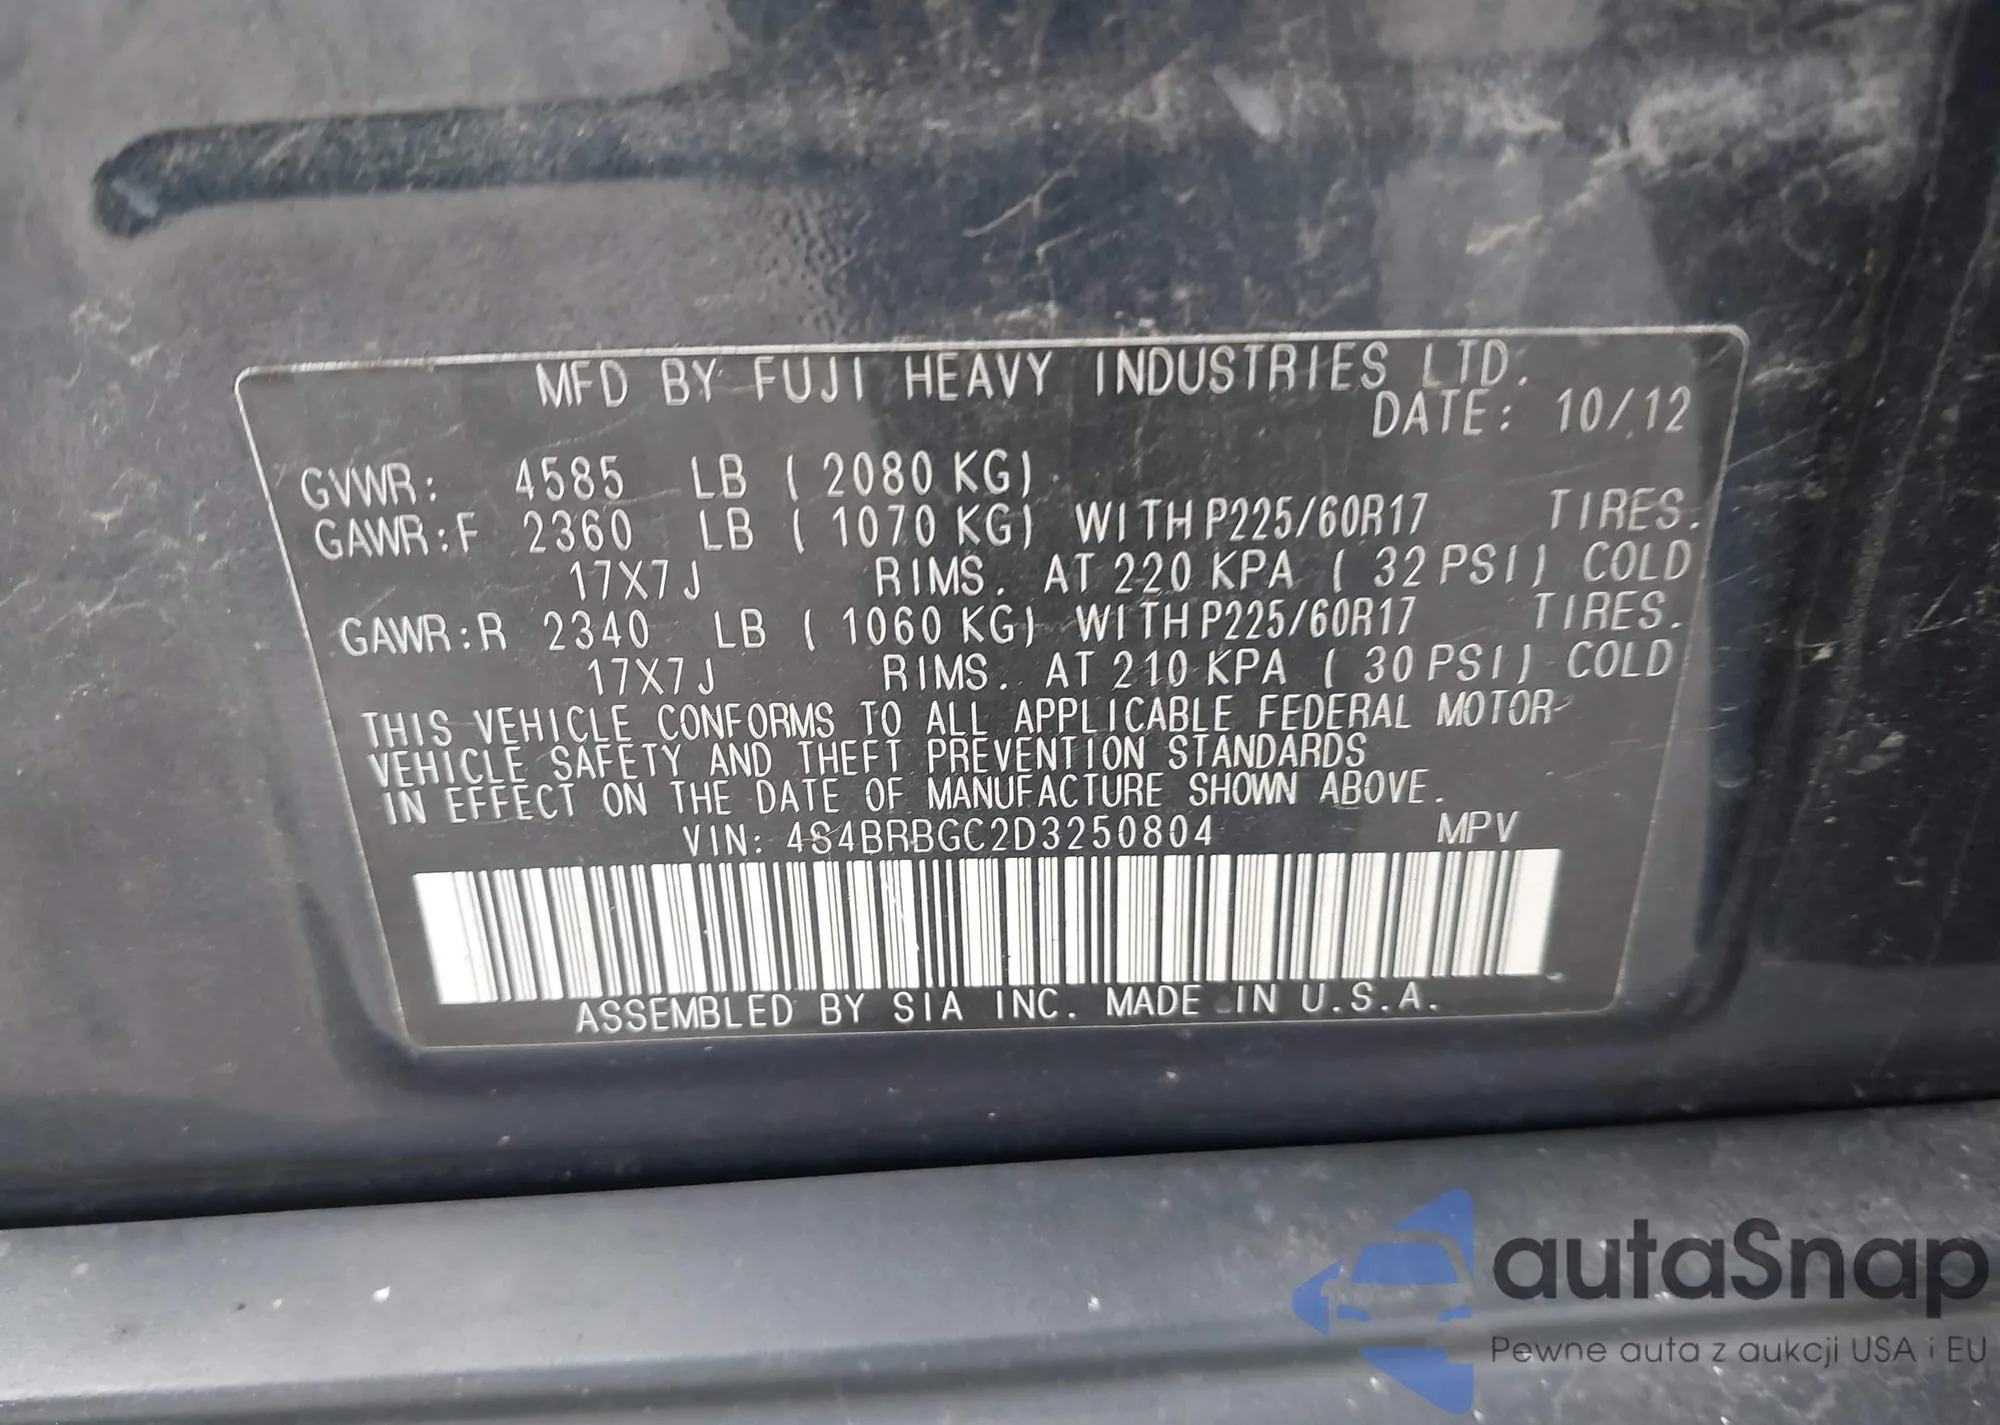 MFD BY FUJI HEAVY INDUSTRIES LTD.
DATE: 10/12
GVWR: 4585 LB ( 2080 KG)
GAWR:F 2360 LB ( 1070 KG) WITH P225/60R17 TIRES.
17X7J RIMS. AT 220 KPA ( 32 PSI) COLD
GAWR:R 2340 LB ( 1060 KG) WITH P225/60R17 TIRES.
17X7J RIMS. AT 210 KPA ( 30 PSI) COLD
THIS VEHICLE CONFORMS TO ALL APPLICABLE FEDERAL MOTOR
VEHICLE SAFETY AND THEFT PREVENTION STANDARDS
IN EFFECT ON THE DATE OF MANUFACTURE SHOWN ABOVE.
VIN: 4S4BRBGC2D3250804 MPV
ASSEMBLED BY SIA INC. MADE IN U.S.A.
autaSnap
Pewne auta z aukcji USA i EU